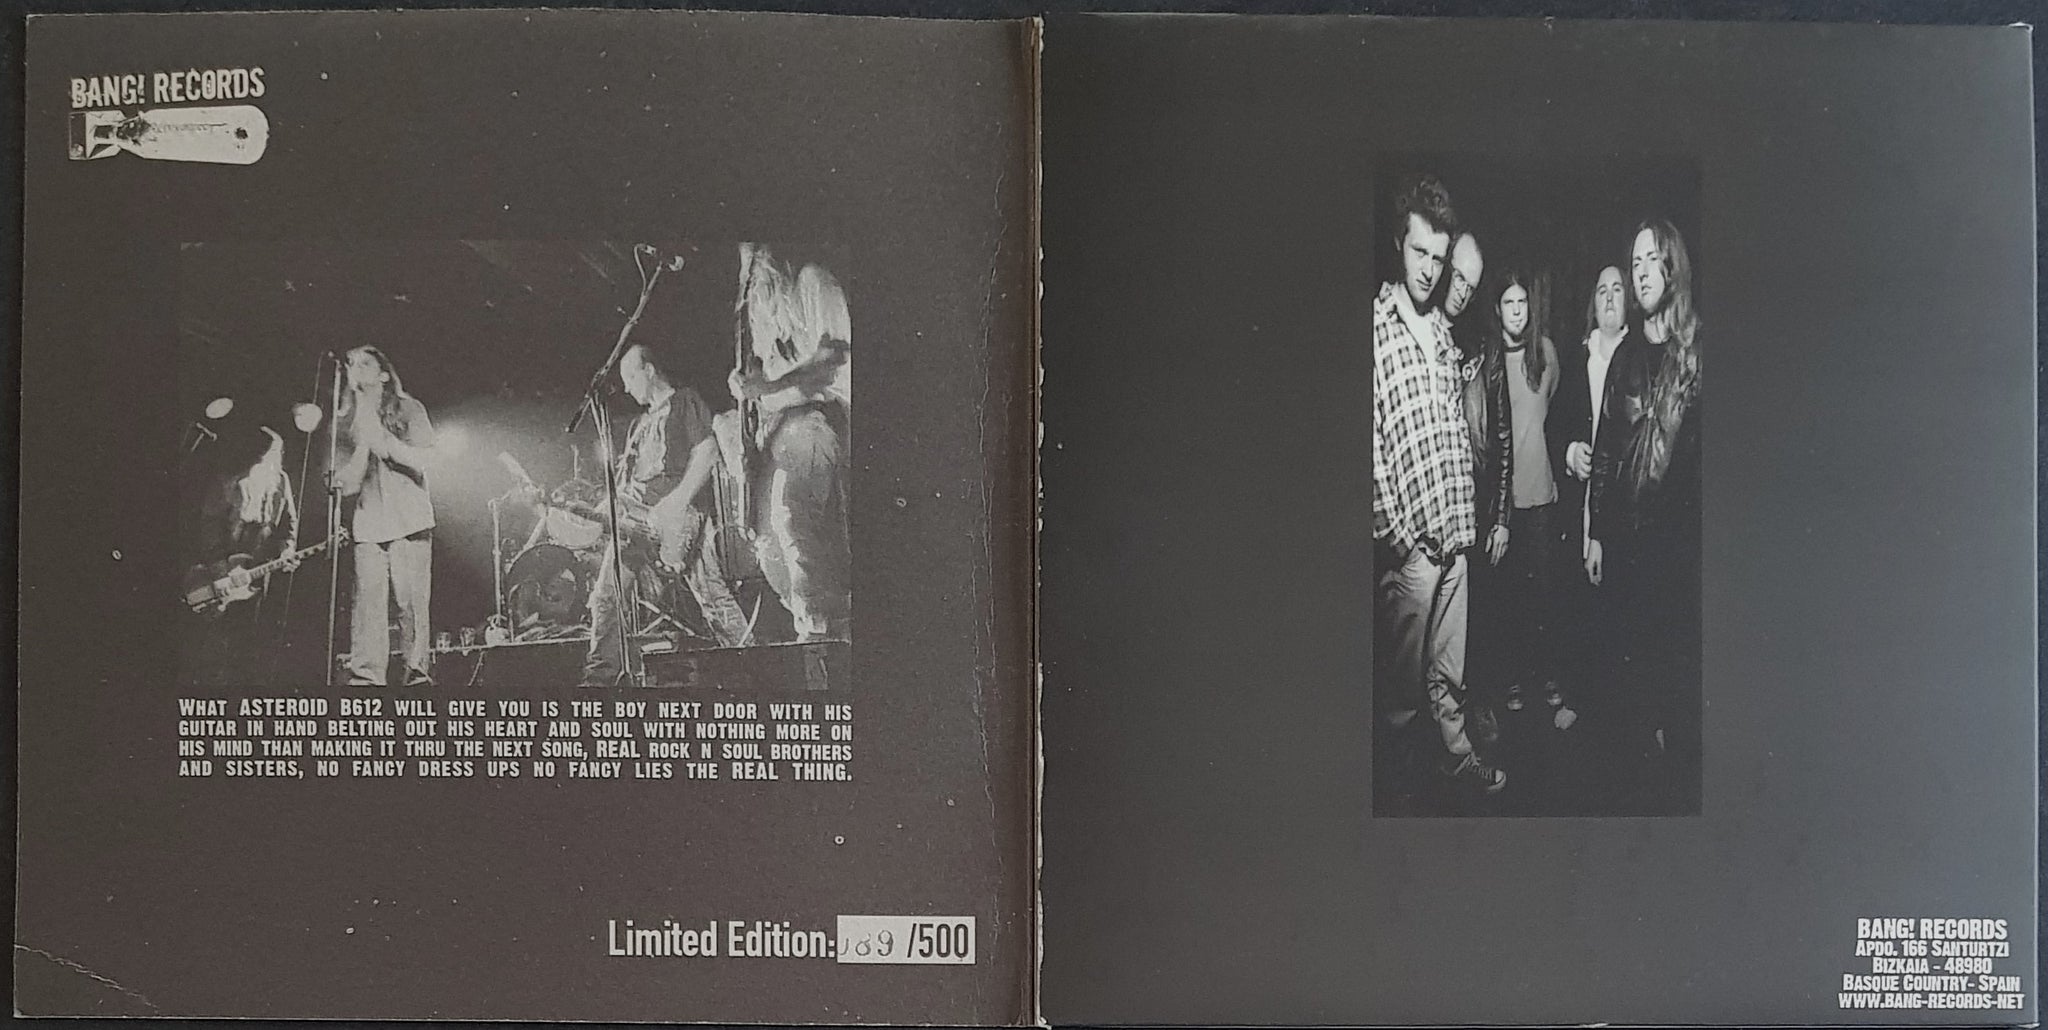 BANG! RECORDS
WHAT ASTEROID B612 WILL GIVE YOU IS THE BOY NEXT DOOR WITH HIS
GUITAR IN HAND BELTING OUT HIS HEART AND SOUL WITH NOTHING MORE ON
HIS MIND THAN MAKING IT THRU THE NEXT SONG, REAL ROCK N SOUL BROTHERS
AND SISTERS, NO FANCY DRESS UPS NO FANCY LIES THE REAL THING.
Limited Edition: 89 /500
BANG! RECORDS
APDO. 166 SANTURTZI
BIZKAIA - 48980
BASQUE COUNTRY- SPAIN
WWW.BANG-RECORDS-NET